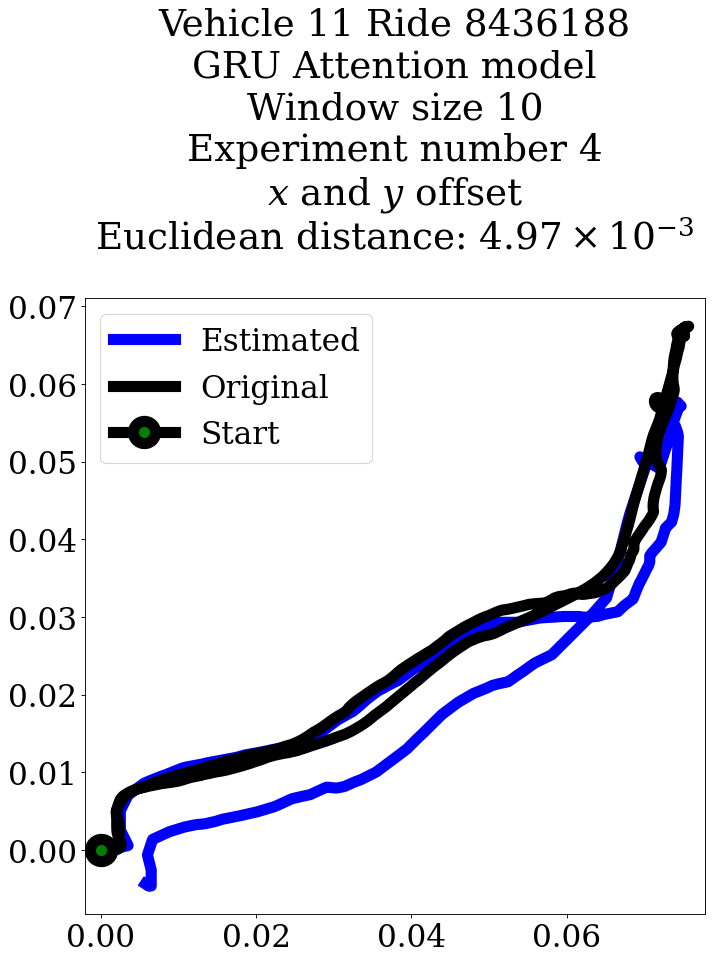 Vehicle 11 Ride 8436188
GRU Attention model
Window size 10
Experiment number 4
x and y offset
Euclidean distance: 4.97 × 10⁻³
Estimated
Original
Start
0.07
0.06
0.05
0.04
0.03
0.02
0.01
0.00
0.00 0.02 0.04 0.06